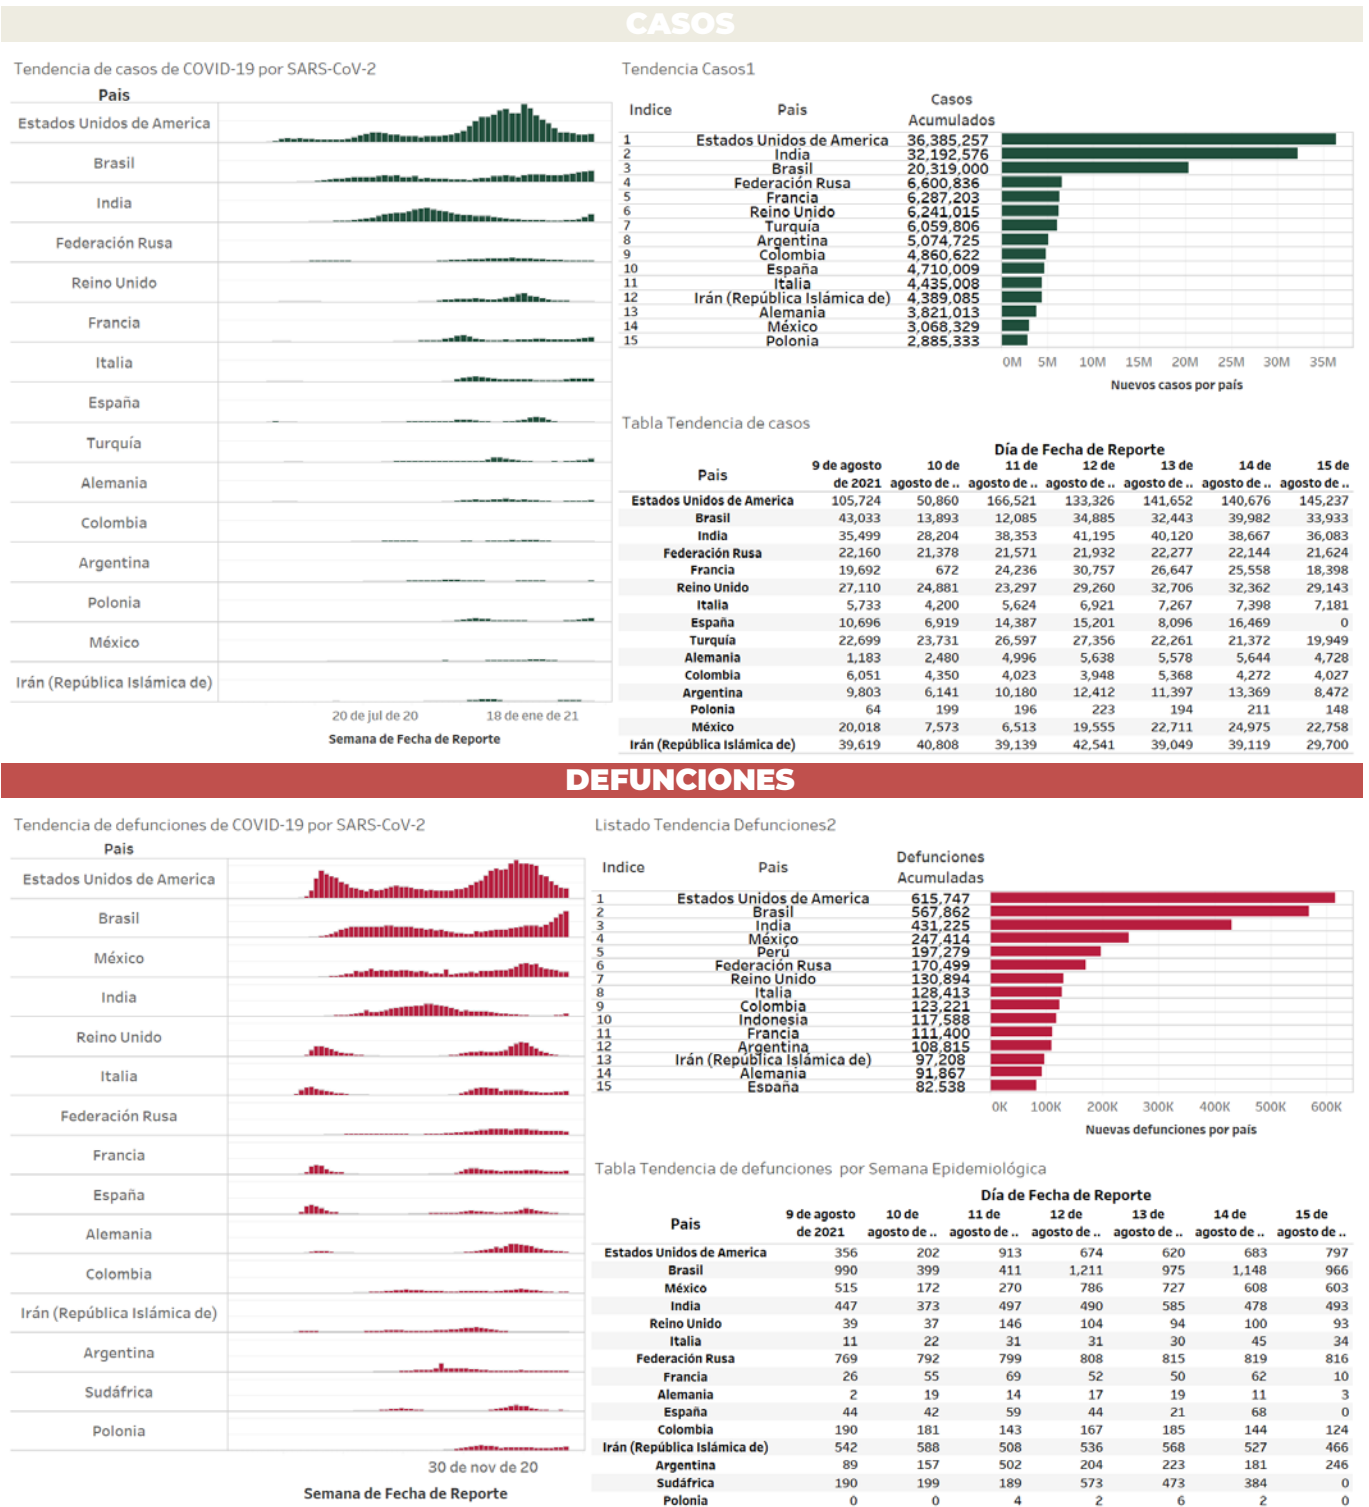 CASOS
Tendencia de casos de COVID-19 por SARS-CoV-2
Pais
Estados Unidos de America
Brasil
India
Federación Rusa
Reino Unido
Francia
Italia
España
Turquía
Alemania
Colombia
Argentina
Polonia
México
Irán (República Islámica de)
20 de jul de 20 18 de ene de 21
Semana de Fecha de Reporte
Tendencia Casos1
Indice Pais Casos Acumulados
1 Estados Unidos de America 36,385,257
2 India 32,192,576
3 Brasil 20,319,000
4 Federación Rusa 6,600,836
5 Francia 6,287,203
6 Reino Unido 6,241,015
7 Turquía 6,059,806
8 Argentina 5,074,725
9 Colombia 4,860,622
10 España 4,710,009
11 Italia 4,435,008
12 Irán (República Islámica de) 4,389,085
13 Alemania 3,821,013
14 México 3,068,329
15 Polonia 2,885,333
0M 5M 10M 15M 20M 25M 30M 35M
Nuevos casos por país
Tabla Tendencia de casos
Día de Fecha de Reporte
Pais 9 de agosto de 2021 10 de agosto de .. 11 de agosto de .. 12 de agosto de .. 13 de agosto de .. 14 de agosto de .. 15 de agosto de ..
Estados Unidos de America 105,724 50,860 166,521 133,326 141,652 140,676 145,237
Brasil 43,033 13,893 12,085 34,885 32,443 39,982 33,933
India 35,499 28,204 38,353 41,195 40,120 38,667 36,083
Federación Rusa 22,160 21,378 21,571 21,932 22,277 22,144 21,624
Francia 19,692 672 24,236 30,757 26,647 25,558 18,398
Reino Unido 27,110 24,881 23,297 29,260 32,706 32,362 29,143
Italia 5,733 4,200 5,624 6,921 7,267 7,398 7,181
España 10,696 6,919 14,387 15,201 8,096 16,469 0
Turquía 22,699 23,731 26,597 27,356 22,261 21,372 19,949
Alemania 1,183 2,480 4,996 5,638 5,578 5,644 4,728
Colombia 6,051 4,350 4,023 3,948 5,368 4,272 4,027
Argentina 9,803 6,141 10,180 12,412 11,397 13,369 8,472
Polonia 64 199 196 223 194 211 148
México 20,018 7,573 6,513 19,555 22,711 24,975 22,758
Irán (República Islámica de) 39,619 40,808 39,139 42,541 39,049 39,119 29,700
DEFUNCIONES
Tendencia de defunciones de COVID-19 por SARS-CoV-2
Pais
Estados Unidos de America
Brasil
México
India
Reino Unido
Italia
Federación Rusa
Francia
España
Alemania
Colombia
Irán (República Islámica de)
Argentina
Sudáfrica
Polonia
30 de nov de 20
Semana de Fecha de Reporte
Listado Tendencia Defunciones2
Indice Pais Defunciones Acumuladas
1 Estados Unidos de America 615,747
2 Brasil 567,862
3 India 431,225
4 México 247,414
5 Perú 197,279
6 Federación Rusa 170,499
7 Reino Unido 130,894
8 Italia 128,413
9 Colombia 123,221
10 Indonesia 117,588
11 Francia 111,400
12 Argentina 108,815
13 Irán (República Islámica de) 97,208
14 Alemania 91,867
15 España 82,538
0K 100K 200K 300K 400K 500K 600K
Nuevas defunciones por país
Tabla Tendencia de defunciones por Semana Epidemiológica
Día de Fecha de Reporte
Pais 9 de agosto de 2021 10 de agosto de .. 11 de agosto de .. 12 de agosto de .. 13 de agosto de .. 14 de agosto de .. 15 de agosto de ..
Estados Unidos de America 356 202 913 674 620 683 797
Brasil 990 399 411 1,211 975 1,148 966
México 515 172 270 786 727 608 603
India 447 373 497 490 585 478 493
Reino Unido 39 37 146 104 94 100 93
Italia 11 22 31 31 30 45 34
Federación Rusa 769 792 799 808 815 819 816
Francia 26 55 69 52 50 62 10
Alemania 2 19 14 17 19 11 3
España 44 42 59 44 21 68 0
Colombia 190 181 143 167 185 144 124
Irán (República Islámica de) 542 588 508 536 568 527 466
Argentina 89 157 502 204 223 181 246
Sudáfrica 190 199 189 573 473 384 0
Polonia 0 0 4 2 6 2 0